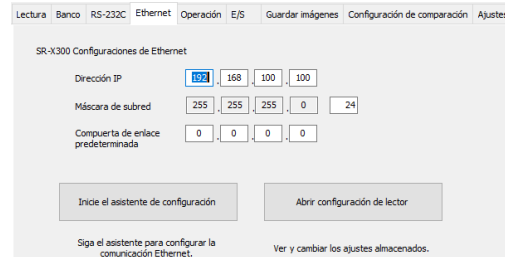 Lectura Banco RS-232C Ethernet Operación E/S Guardar imágenes Configuración de comparación Ajustes
SR-X300 Configuraciones de Ethernet
Dirección IP 192 . 168 . 100 . 100
Máscara de subred 255 . 255 . 255 . 0 24
Compuerta de enlace
predeterminada 0 . 0 . 0 . 0
Inicie el asistente de configuración Abrir configuración de lector
Siga el asistente para configurar la
comunicación Ethernet. Ver y cambiar los ajustes almacenados.